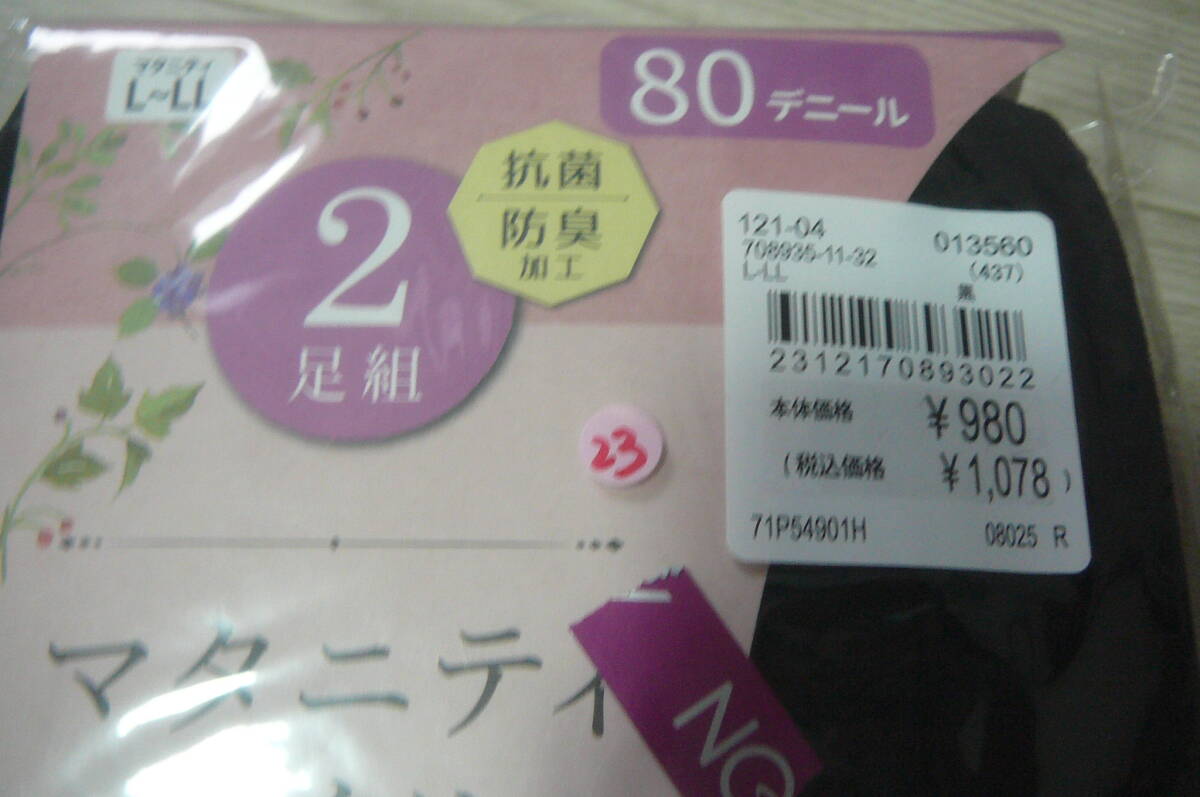 マタニティ
L~LL
80デニール
2
足組
抗菌
防臭
加工
121-04
013560
708935-11-32
(437)
L-LL
黒
2312170893022
本体価格 ¥980
(税込価格 ¥1,078)
71P54901H
08025 R
23
マタニティ